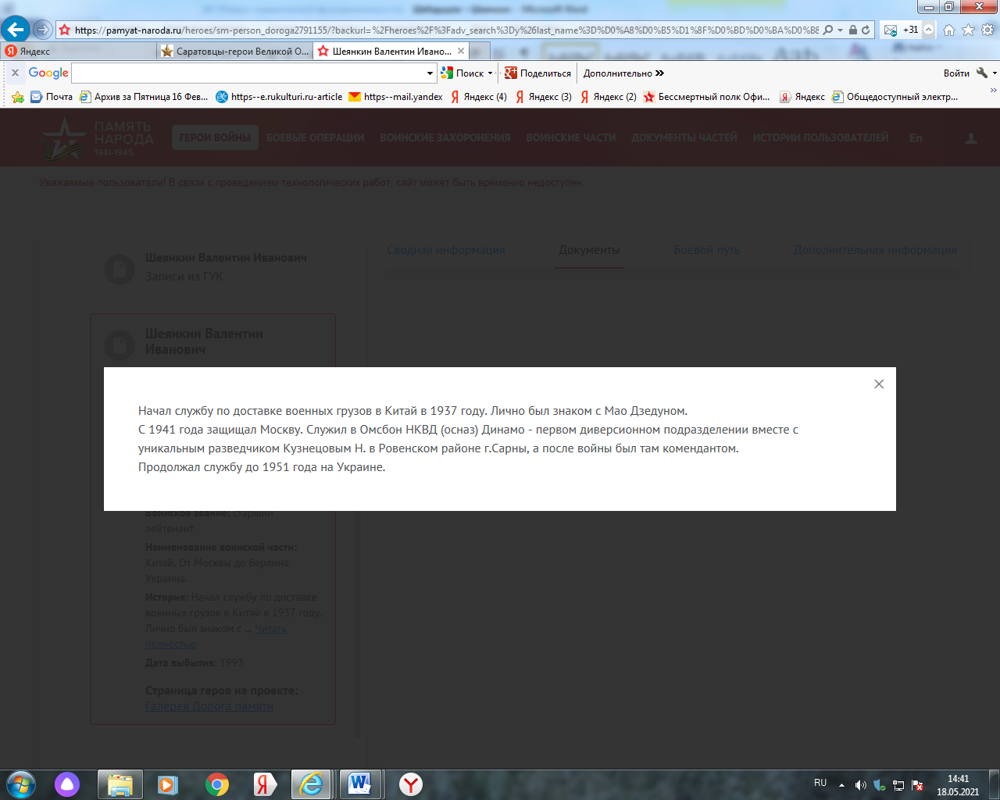 Шабаршов - Шеянкин - Microsoft Word
https://pamyat-naroda.ru/heroes/sm-person_doroga2791155/?backurl=%2Fheroes%2F%3Fadv_search%3Dy%26last_name%3D%D0%A8%D0%B5%D1%8F%D0%BD%D0%BA%D0%B8
+31
Яндекс
Саратовцы-герои Великой О...
Шеянкин Валентин Ивано...
Google
Поиск
Поделиться
Дополнительно
Войти
Почта
Архив за Пятница 16 Фев...
https--e.rukulturi.ru-article
https--mail.yandex
Яндекс (4)
Яндекс (3)
Яндекс (2)
Бессмертный полк Офи...
Яндекс
Общедоступный электр...
ПАМЯТЬ
НАРОДА
1941-1945
ГЕРОИ ВОЙНЫ
БОЕВЫЕ ОПЕРАЦИИ
ВОИНСКИЕ ЗАХОРОНЕНИЯ
ВОИНСКИЕ ЧАСТИ
ДОКУМЕНТЫ ЧАСТЕЙ
ИСТОРИИ ПОЛЬЗОВАТЕЛЕЙ
En
Уважаемые пользователи! В связи с проведением технологических работ, сайт может быть временно недоступен.
Шеянкин Валентин Иванович
Записи из ГУК
Сводная информация
Документы
Боевой путь
Дополнительная информация
Шеянкин Валентин
Иванович
Начал службу по доставке военных грузов в Китай в 1937 году. Лично был знаком с Мао Дзедуном.
С 1941 года защищал Москву. Служил в Омсбон НКВД (осназ) Динамо - первом диверсионном подразделении вместе с
уникальным разведчиком Кузнецовым Н. в Ровенском районе г.Сарны, а после войны был там комендантом.
Продолжал службу до 1951 года на Украине.
Воинское звание: старший
лейтенант
Наименование воинской части:
Китай, От Москвы до Берлина.
Украина.
История: Начал службу по доставке
военных грузов в Китай в 1937 году.
Лично был знаком с ... Читать
полностью
Дата выбытия: 1993
Страница героя на проекте:
Галерея Дорога памяти
RU
14:41
18.05.2021